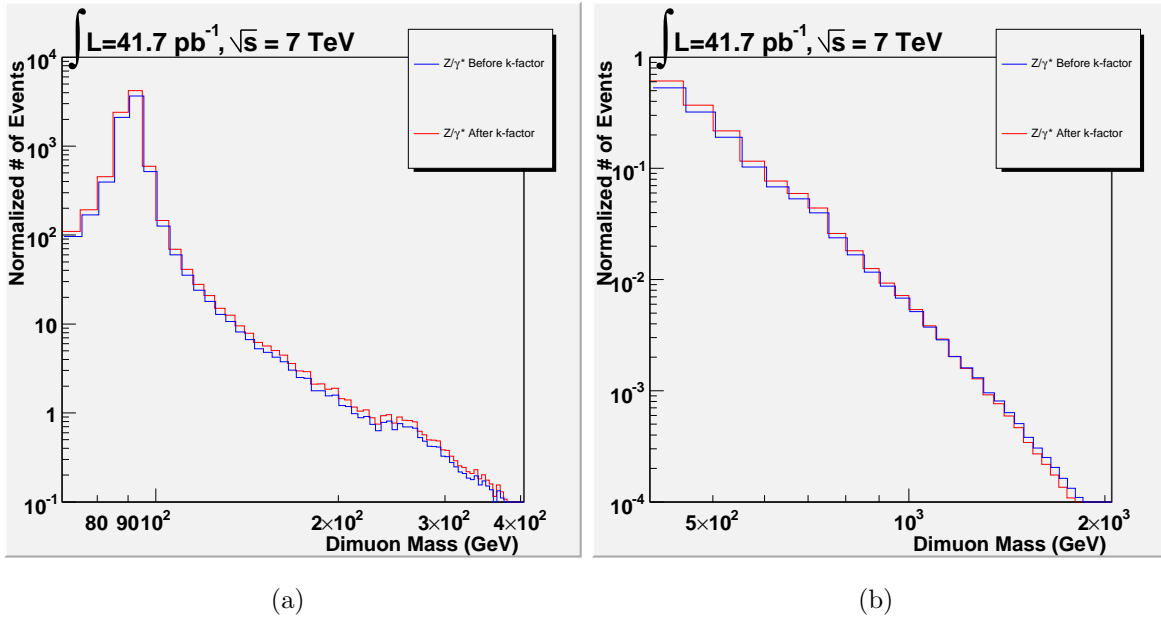 ∫ L=41.7 pb⁻¹, √s = 7 TeV
Z/γ* Before k-factor
Z/γ* After k-factor
Normalized # of Events
10⁴
10³
10²
10
1
10⁻¹
80 90 10² 2×10² 3×10² 4×10²
Dimuon Mass (GeV)
(a)
∫ L=41.7 pb⁻¹, √s = 7 TeV
Z/γ* Before k-factor
Z/γ* After k-factor
Normalized # of Events
1
10⁻¹
10⁻²
10⁻³
10⁻⁴
5×10² 10³ 2×10³
Dimuon Mass (GeV)
(b)